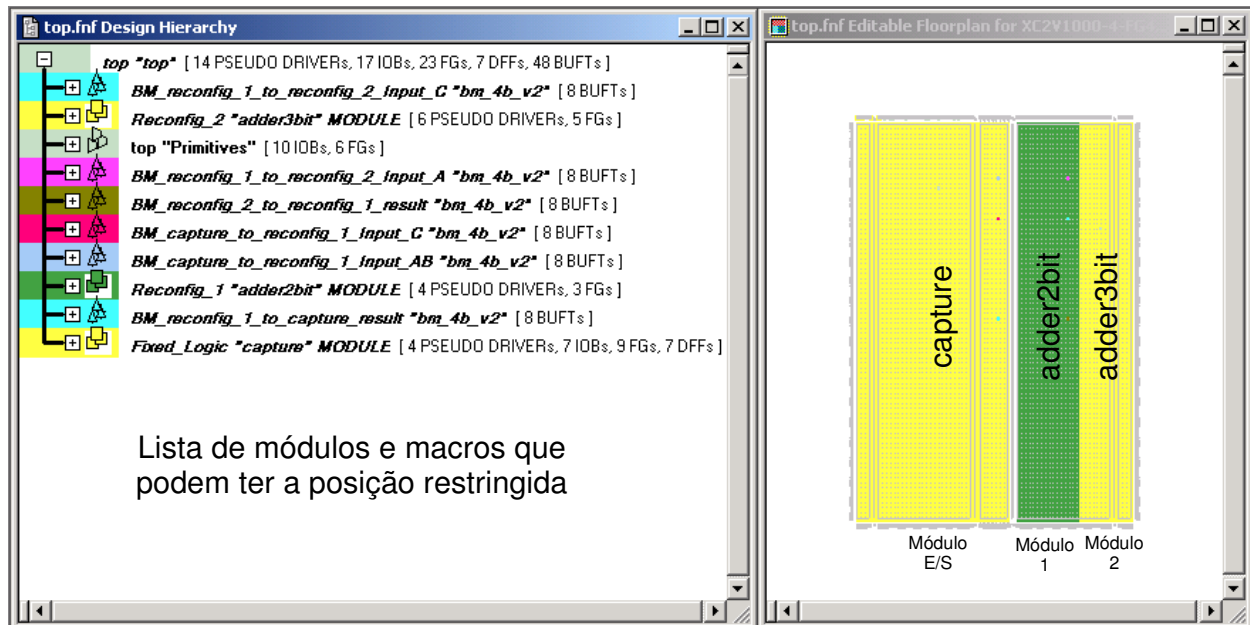 top.fnf Design Hierarchy
top "top" [ 14 PSEUDO DRIVERs, 17 IOBs, 23 FGs, 7 DFFs, 48 BUFTs ]
BM_reconfig_1_to_reconfig_2_input_C "bm_4b_v2" [ 8 BUFTs ]
Reconfig_2 "adder3bit" MODULE [ 6 PSEUDO DRIVERs, 5 FGs ]
top "Primitives" [ 10 IOBs, 6 FGs ]
BM_reconfig_1_to_reconfig_2_input_A "bm_4b_v2" [ 8 BUFTs ]
BM_reconfig_2_to_reconfig_1_result "bm_4b_v2" [ 8 BUFTs ]
BM_capture_to_reconfig_1_input_C "bm_4b_v2" [ 8 BUFTs ]
BM_capture_to_reconfig_1_input_AB "bm_4b_v2" [ 8 BUFTs ]
Reconfig_1 "adder2bit" MODULE [ 4 PSEUDO DRIVERs, 3 FGs ]
BM_reconfig_1_to_capture_result "bm_4b_v2" [ 8 BUFTs ]
Fixed_Logic "capture" MODULE [ 4 PSEUDO DRIVERs, 7 IOBs, 9 FGs, 7 DFFs ]
Lista de módulos e macros que
podem ter a posição restringida
top.fnf Editable Floorplan for XC2V1000-4-FG
capture
adder2bit
adder3bit
Módulo
E/S
Módulo
1
Módulo
2